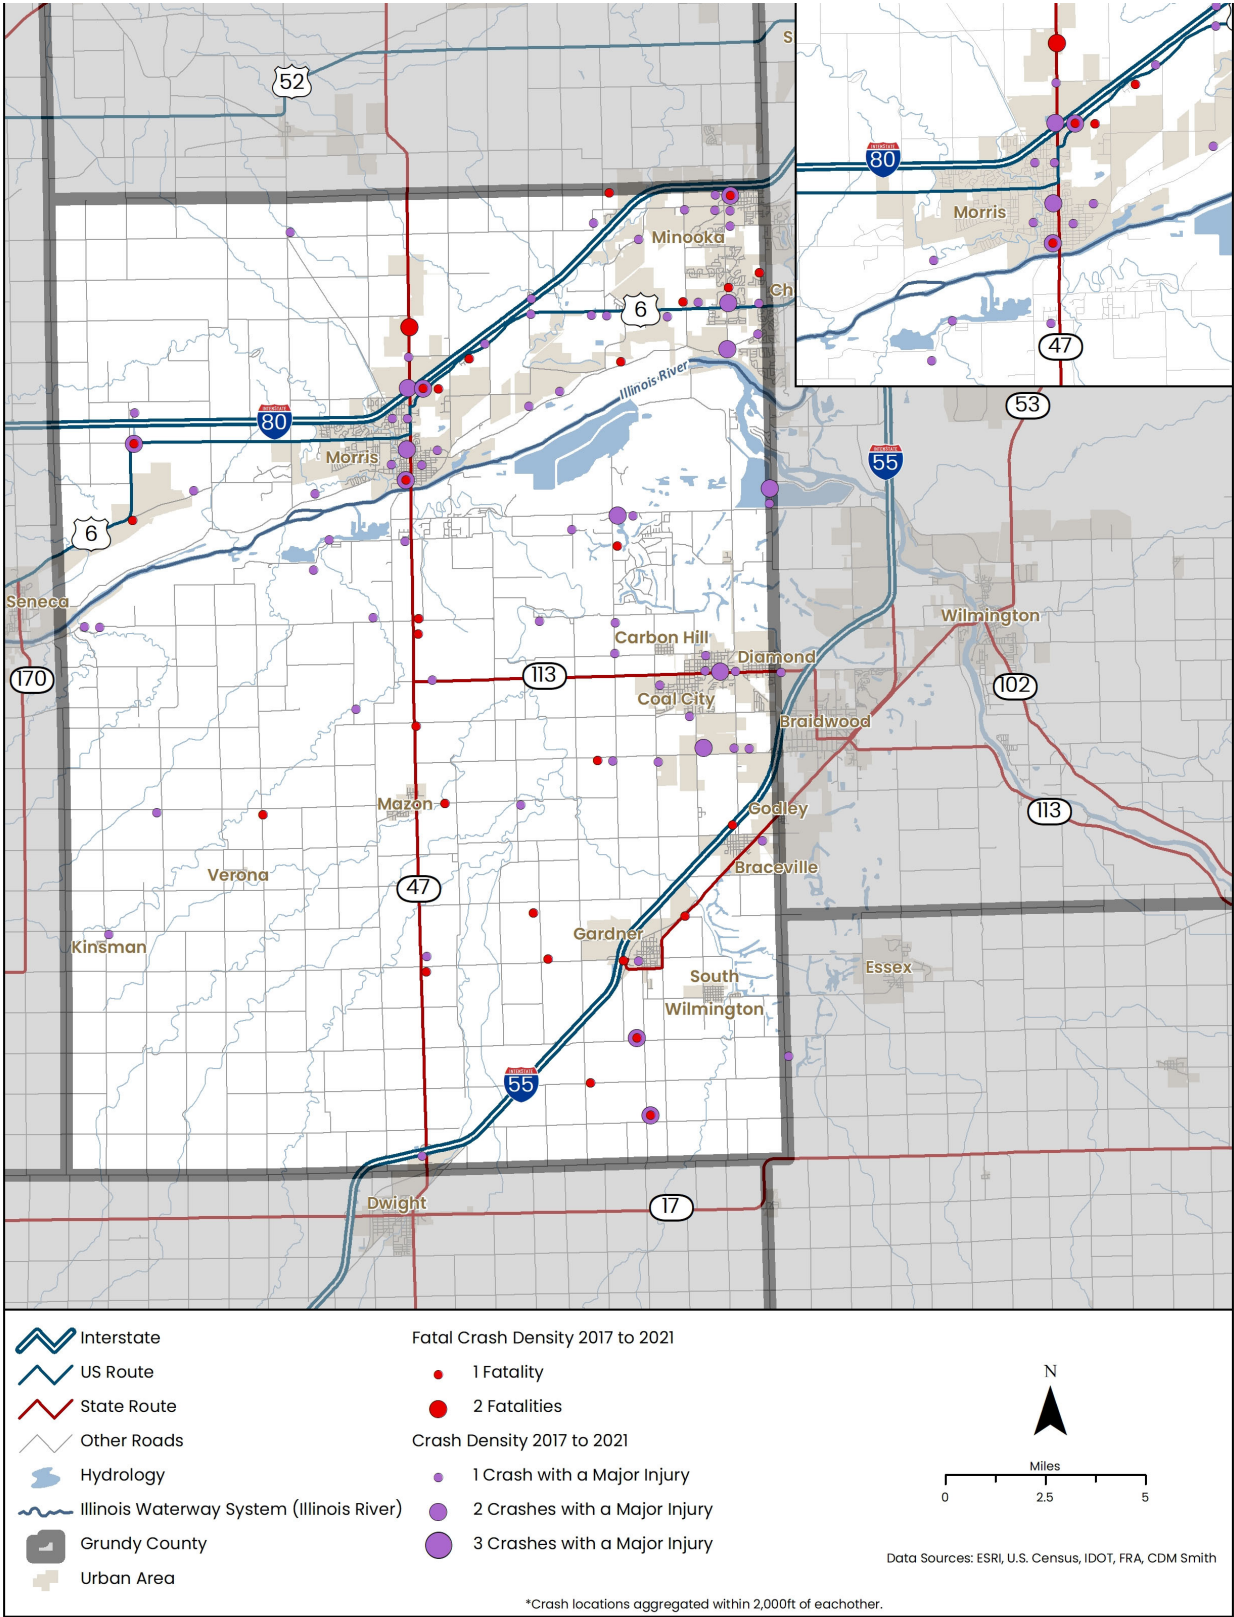 52
S
INTERSTATE
80
Morris
47
Minooka
Ch
6
Illinois River
53
INTERSTATE
80
INTERSTATE
55
Morris
6
Seneca
Wilmington
Carbon Hill
Diamond
170
113
102
Coal City
Braidwood
Mazon
Godley
113
Verona
Braceville
47
Gardner
Kinsman
Essex
South
Wilmington
INTERSTATE
55
Dwight
17
Interstate
US Route
State Route
Other Roads
Hydrology
Illinois Waterway System (Illinois River)
Grundy County
Urban Area
Fatal Crash Density 2017 to 2021
1 Fatality
2 Fatalities
Crash Density 2017 to 2021
1 Crash with a Major Injury
2 Crashes with a Major Injury
3 Crashes with a Major Injury
N
Miles
0 2.5 5
Data Sources: ESRI, U.S. Census, IDOT, FRA, CDM Smith
*Crash locations aggregated within 2,000ft of eachother.